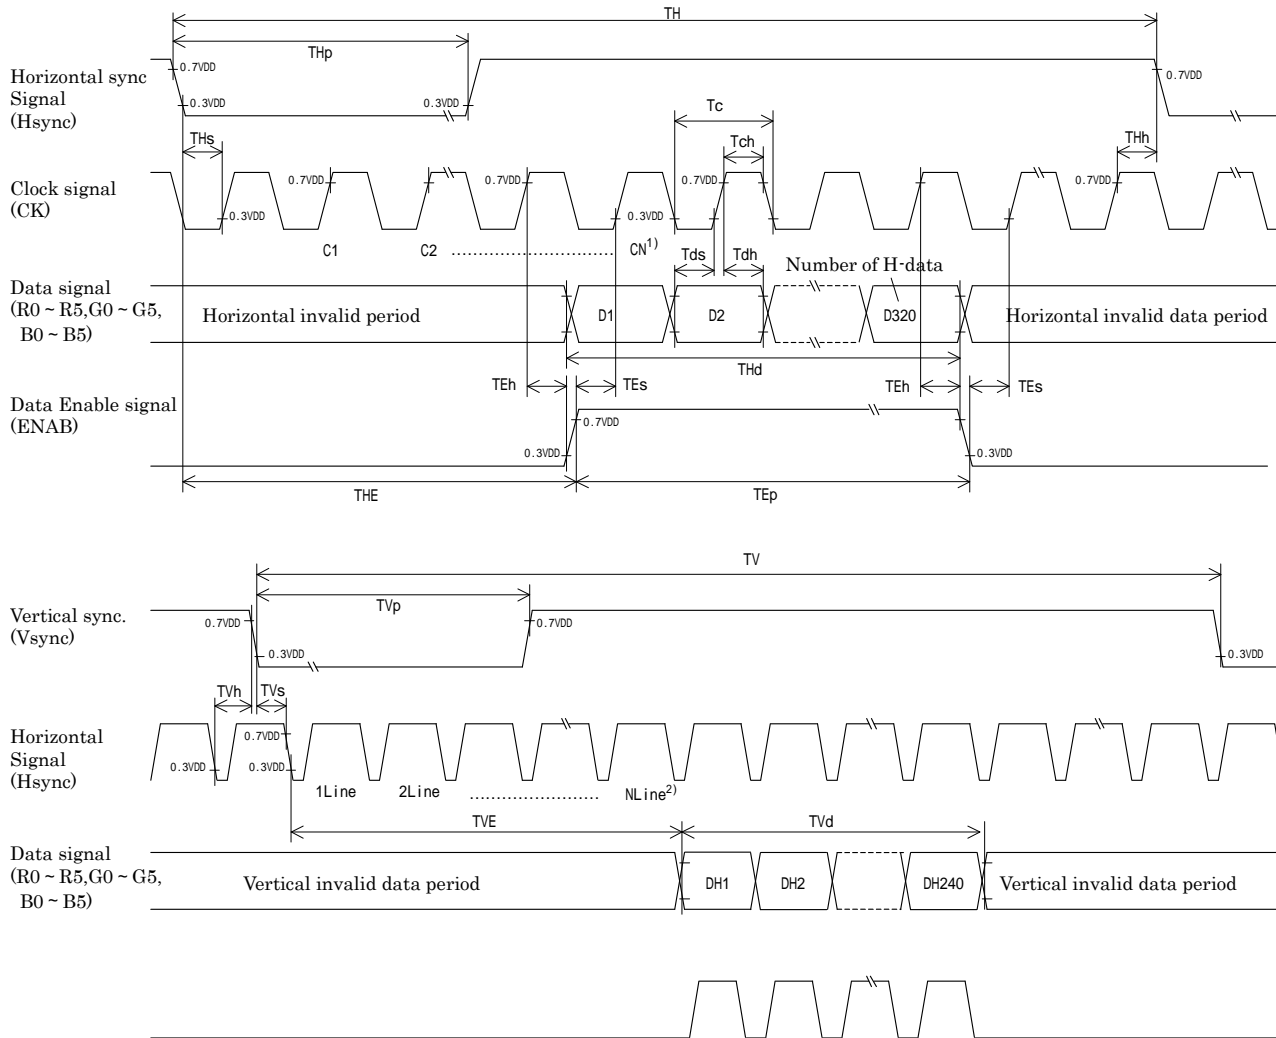 TH
THp
Horizontal sync
Signal
(Hsync)
0.7VDD
0.3VDD
0.3VDD
0.7VDD
THs
Tc
Tch
THh
Clock signal
(CK)
0.3VDD
0.7VDD
0.7VDD
0.7VDD
0.3VDD
0.7VDD
0.7VDD
0.7VDD
C1
C2 ........................ CN1)
Tds
Tdh
Number of H-data
Data signal
(R0 ~ R5,G0 ~ G5,
B0 ~ B5)
Horizontal invalid period
D1
D2
D320
Horizontal invalid data period
THd
TEh
TEs
TEh
TEs
Data Enable signal
(ENAB)
0.7VDD
0.3VDD
0.3VDD
THE
TEp
TV
TVp
Vertical sync.
(Vsync)
0.7VDD
0.3VDD
0.7VDD
0.3VDD
TVh
TVs
Horizontal
Signal
(Hsync)
0.3VDD
0.7VDD
0.3VDD
1Line
2Line ........................ NLine2)
TVE
TVd
Data signal
(R0 ~ R5,G0 ~ G5,
B0 ~ B5)
Vertical invalid data period
DH1
DH2
DH240
Vertical invalid data period